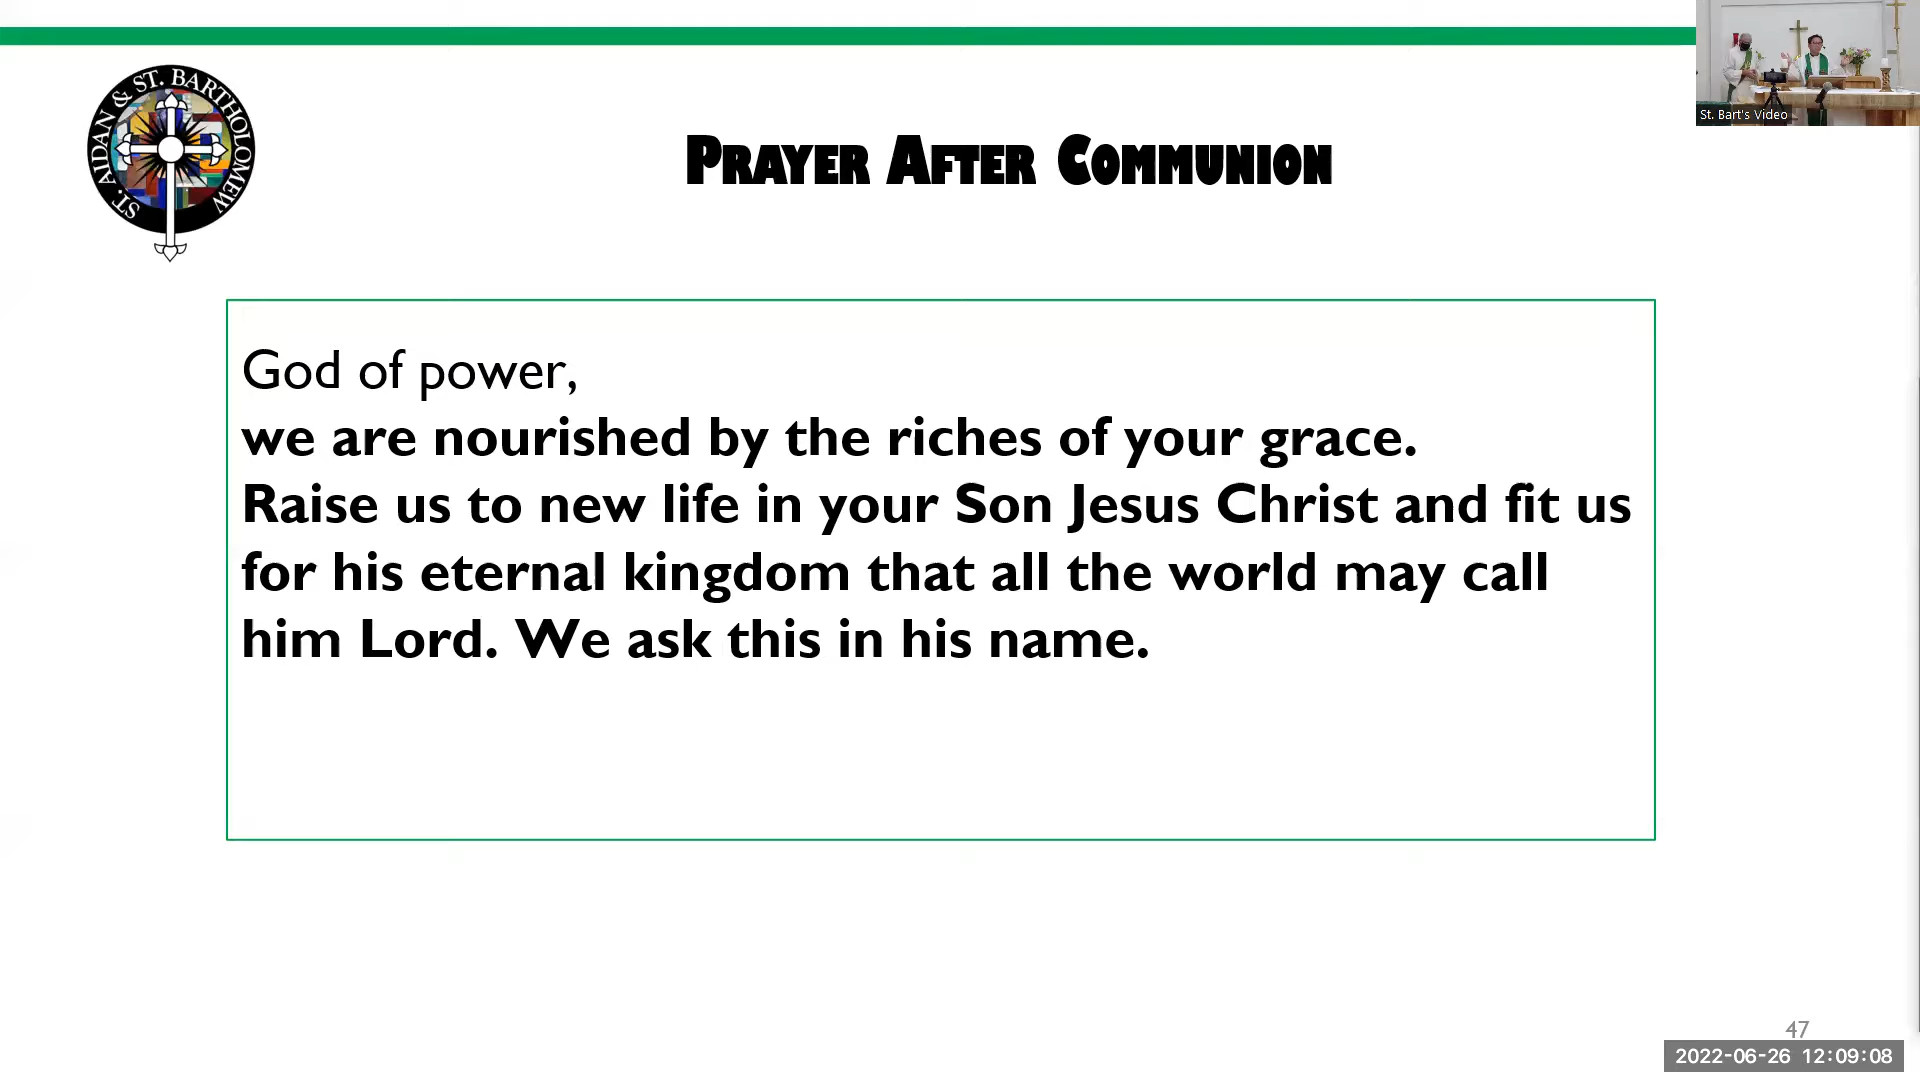 ST. AIDAN & ST. BARTHOLOMEW
St. Bart's Video
PRAYER AFTER COMMUNION
God of power,
we are nourished by the riches of your grace.
Raise us to new life in your Son Jesus Christ and fit us
for his eternal kingdom that all the world may call
him Lord. We ask this in his name.
47
2022-06-26 12:09:08